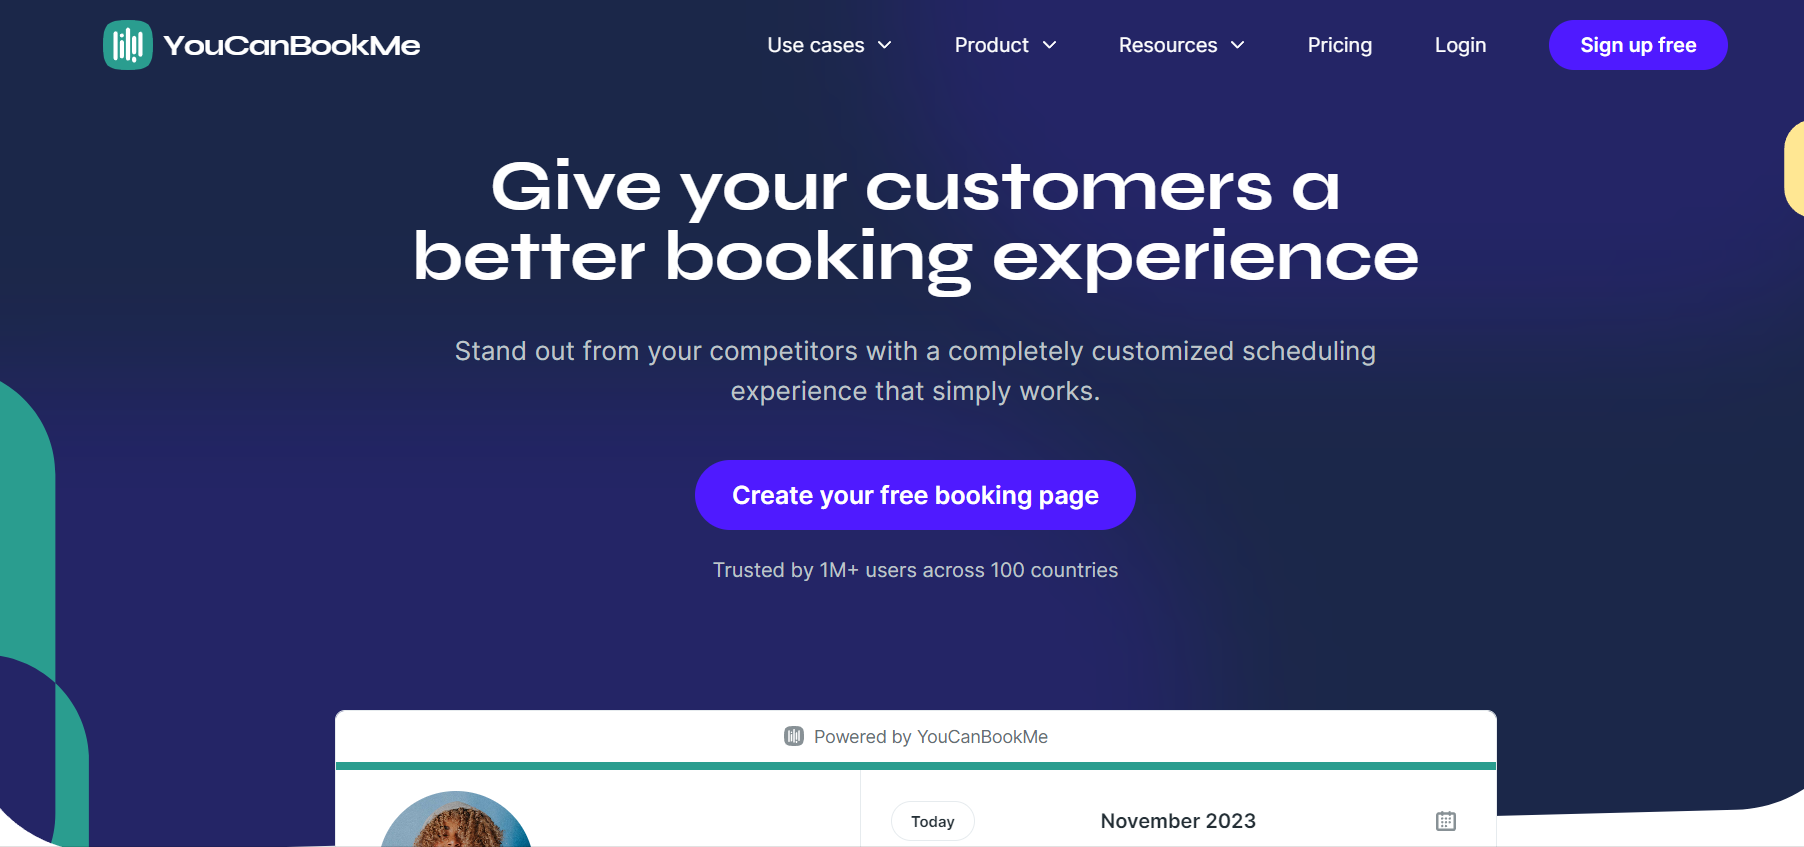 YouCanBookMe
Use cases
Product
Resources
Pricing
Login
Sign up free
Give your customers a
better booking experience
Stand out from your competitors with a completely customized scheduling
experience that simply works.
Create your free booking page
Trusted by 1M+ users across 100 countries
Powered by YouCanBookMe
Today
November 2023